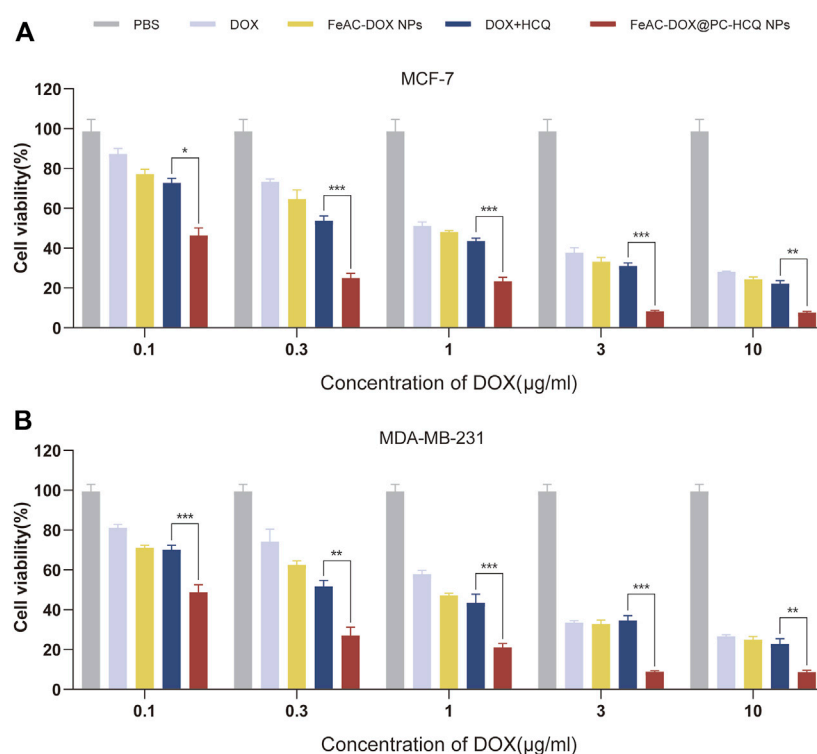 A
PBS DOX FeAC-DOX NPs DOX+HCQ FeAC-DOX@PC-HCQ NPs
MCF-7
Cell viability(%)
120
100
80
60
40
20
0
* *** *** *** **
0.1 0.3 1 3 10
Concentration of DOX(μg/ml)
B
MDA-MB-231
Cell viability(%)
120
100
80
60
40
20
0
*** ** *** *** **
0.1 0.3 1 3 10
Concentration of DOX(μg/ml)